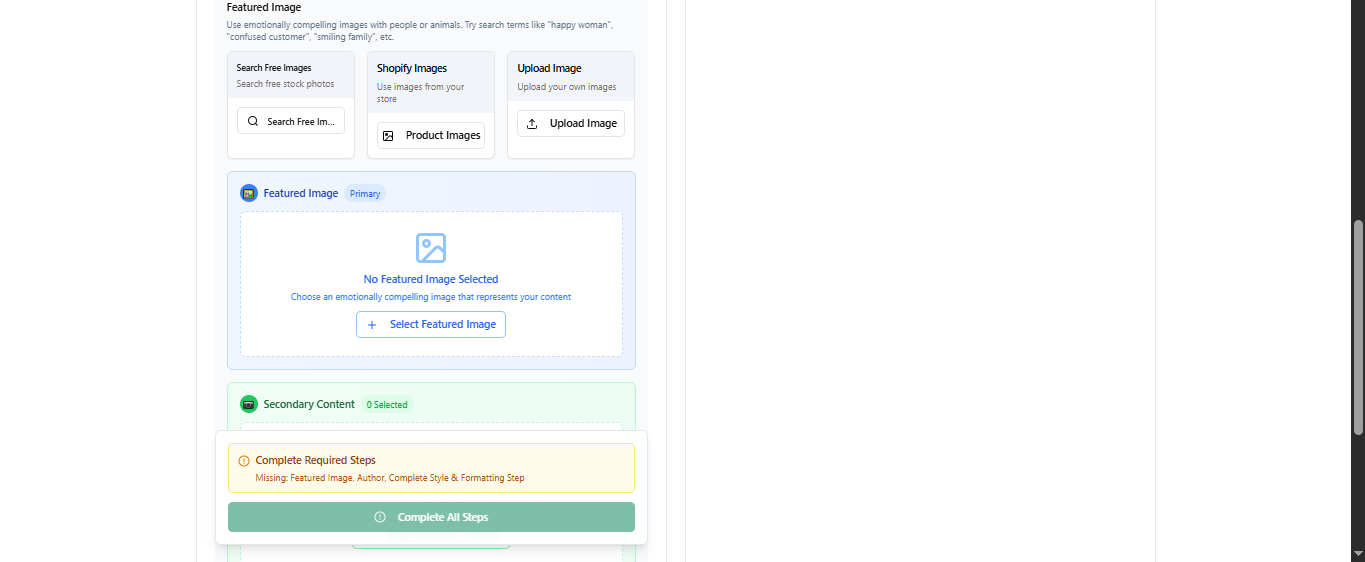 Featured Image
Use emotionally compelling images with people or animals. Try search terms like "happy woman",
"confused customer", "smiling family", etc.
Search Free Images
Search free stock photos
Search Free Im...
Shopify Images
Use images from your
store
Product Images
Upload Image
Upload your own images
Upload Image
Featured Image
Primary
No Featured Image Selected
Choose an emotionally compelling image that represents your content
Select Featured Image
Secondary Content
0 Selected
Complete Required Steps
Missing: Featured Image, Author, Complete Style & Formatting Step
Complete All Steps